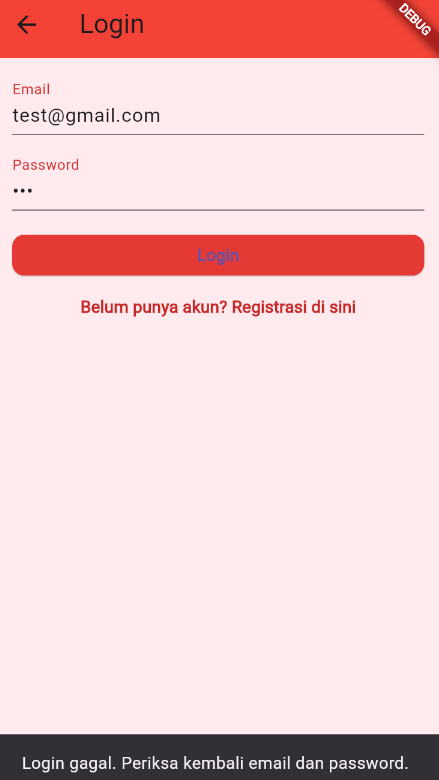 Login
DEBUG
Email
test@gmail.com
Password
•••
Login
Belum punya akun? Registrasi di sini
Login gagal. Periksa kembali email dan password.